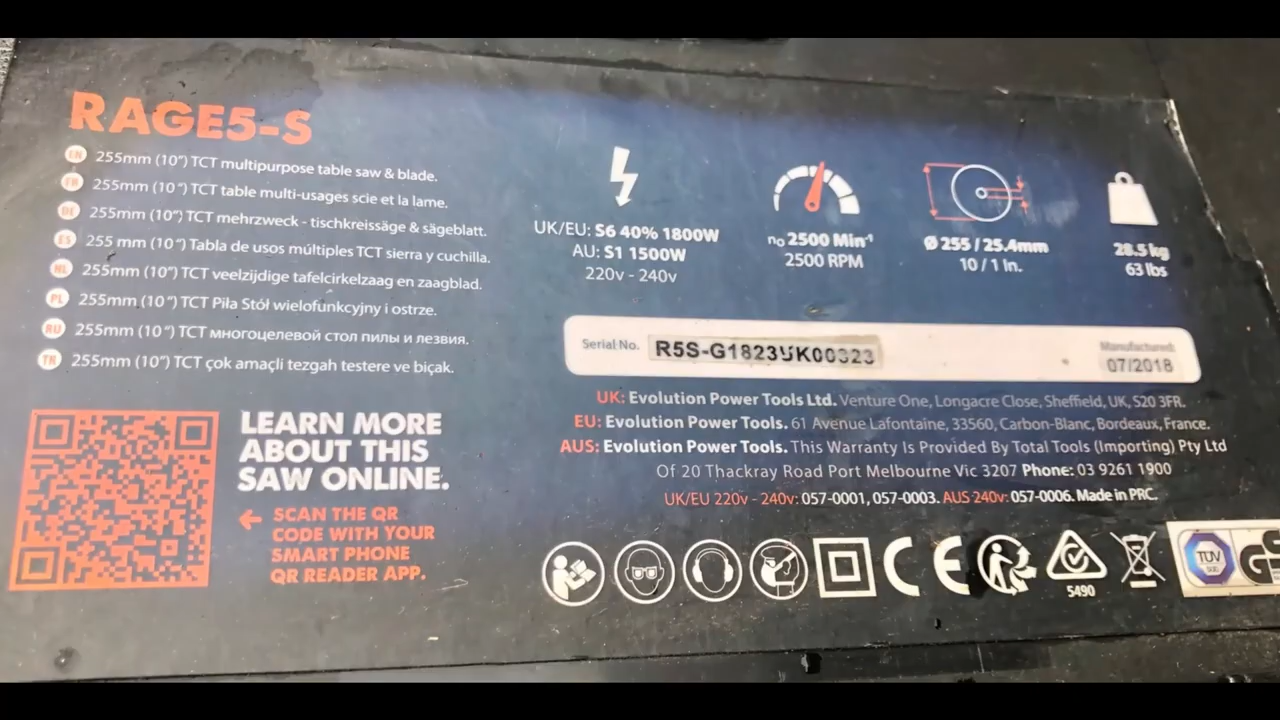 RAGE5-S
EN 255mm (10") TCT multipurpose table saw & blade.
FR 255mm (10") TCT table multi-usages scie et la lame.
DE 255mm (10") TCT mehrzweck - tischkreissäge & sägeblatt.
ES 255 mm (10") Tabla de usos múltiples TCT sierra y cuchilla.
NL 255mm (10") TCT veelzijdige tafelcirkelzaag en zaagblad.
PL 255mm (10") TCT Piła Stół wielofunkcyjny i ostrze.
RU 255mm (10") TCT многоцелевой стол пилы и лезвия.
TR 255mm (10") TCT çok amaçli tezgah testere ve biçak.
LEARN MORE
ABOUT THIS
SAW ONLINE.
SCAN THE QR
CODE WITH YOUR
SMART PHONE
QR READER APP.
UK/EU: S6 40% 1800W
AU: S1 1500W
220v - 240v
n₀ 2500 Min⁻¹
2500 RPM
Ø 255 / 25.4mm
10 / 1 In.
28.5 kg
63 lbs
Serial No. R5S-G1823UK00323
Manufactured:
07/2018
UK: Evolution Power Tools Ltd. Venture One, Longacre Close, Sheffield, UK, S20 3FR.
EU: Evolution Power Tools. 61 Avenue Lafontaine, 33560, Carbon-Blanc, Bordeaux, France.
AUS: Evolution Power Tools. This Warranty Is Provided By Total Tools (Importing) Pty Ltd
Of 20 Thackray Road Port Melbourne Vic 3207 Phone: 03 9261 1900
UK/EU 220v - 240v: 057-0001, 057-0003. AUS 240v: 057-0006. Made in PRC.
CE
5490
TÜV
SÜD
GS